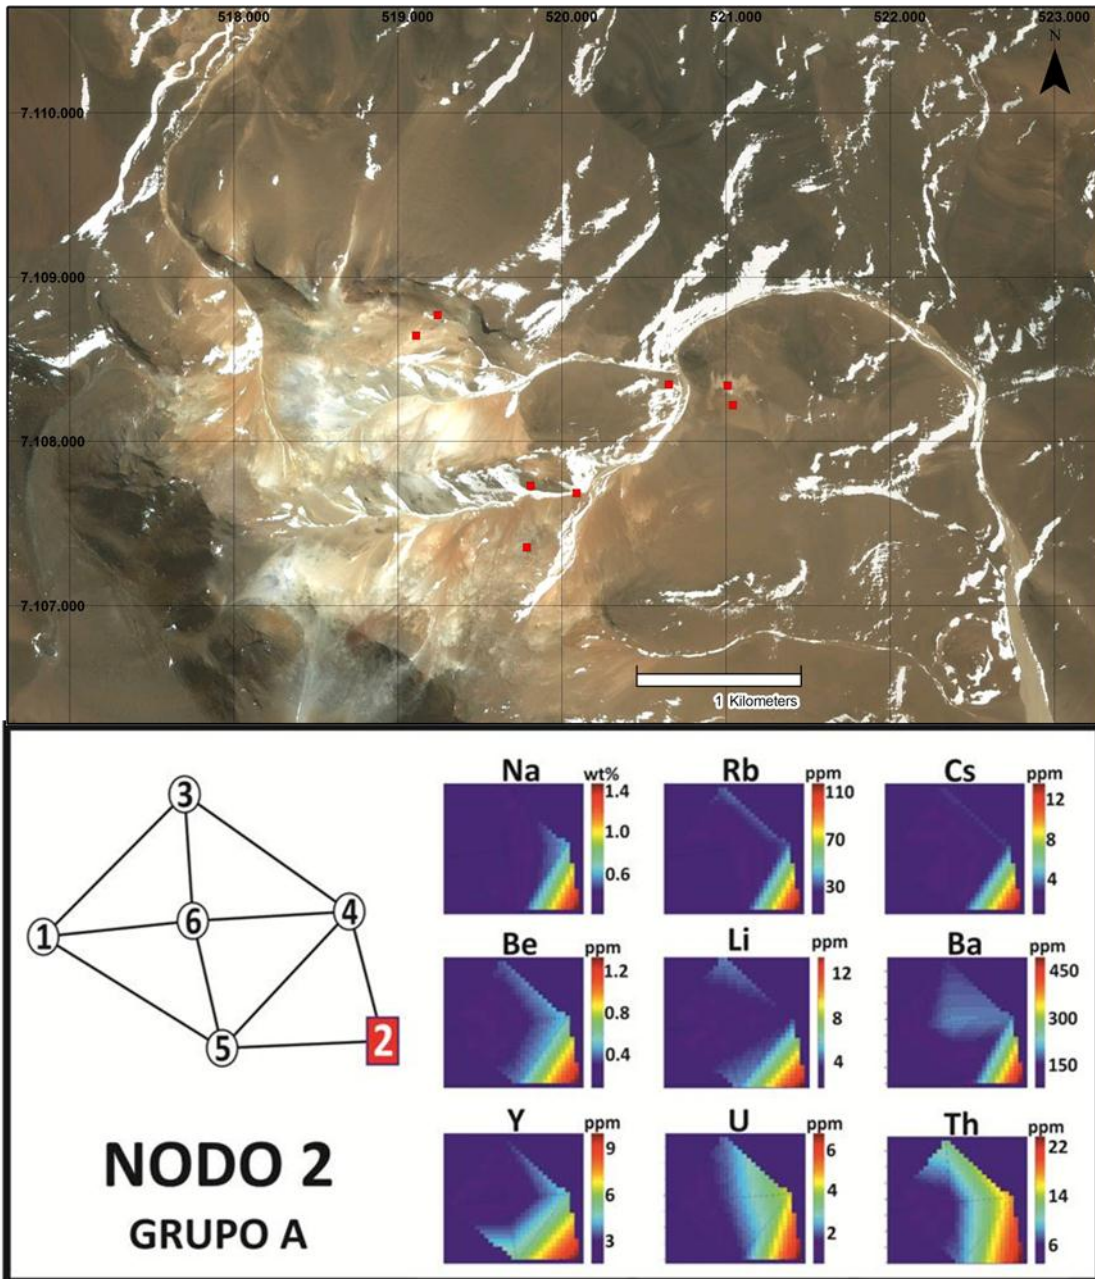 518.000 519.000 520.000 521.000 522.000 523.000
N
7.110.000
7.109.000
7.108.000
7.107.000
1 Kilometers
3
6
4
1
5
2
NODO 2
GRUPO A
Na wt%
1.4
1.0
0.6
Rb ppm
110
70
30
Cs ppm
12
8
4
Be ppm
1.2
0.8
0.4
Li ppm
12
8
4
Ba ppm
450
300
150
Y ppm
9
6
3
U ppm
6
4
2
Th ppm
22
14
6